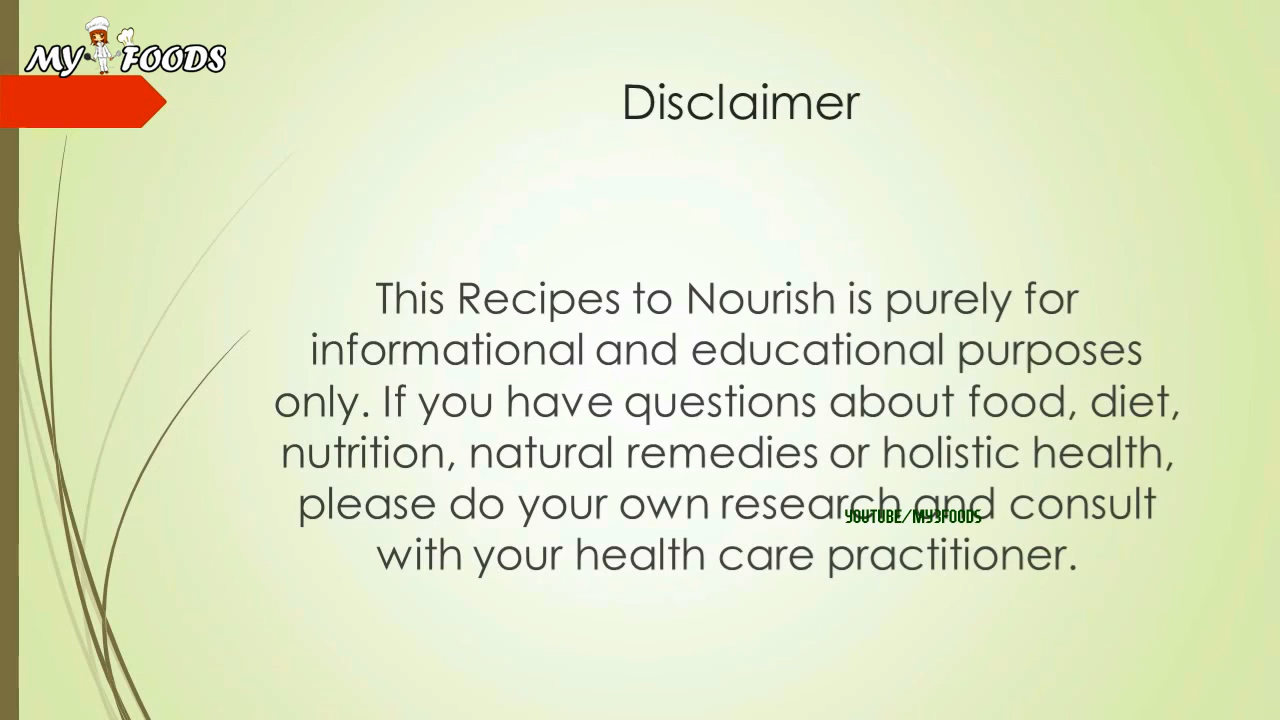 MY FOODS
Disclaimer
This Recipes to Nourish is purely for
informational and educational purposes
only. If you have questions about food, diet,
nutrition, natural remedies or holistic health,
please do your own research and consult
YOUTUBE/MY3FOODS
with your health care practitioner.